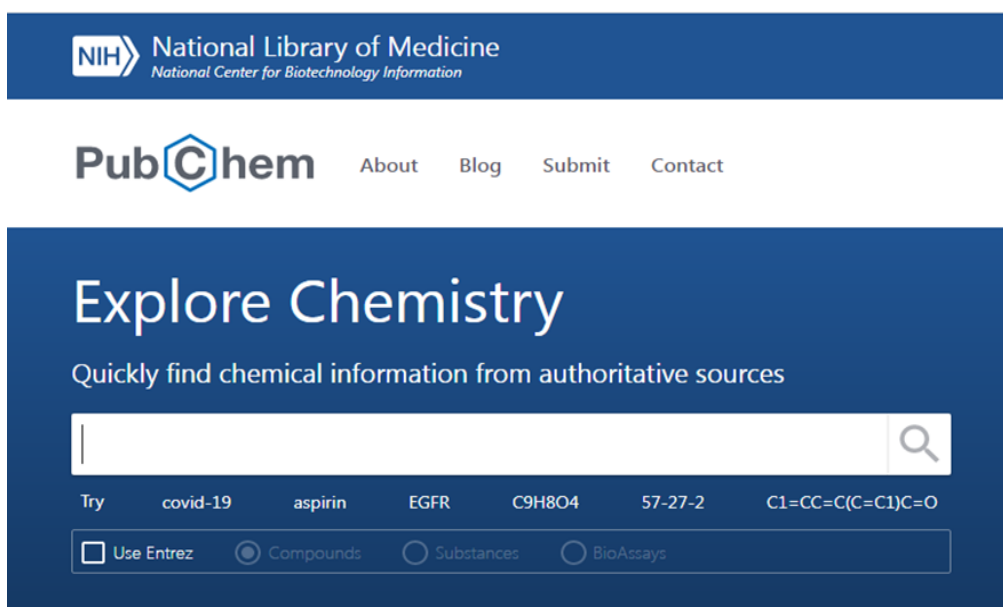 NIH National Library of Medicine
National Center for Biotechnology Information
PubChem About Blog Submit Contact
Explore Chemistry
Quickly find chemical information from authoritative sources
Try covid-19 aspirin EGFR C9H8O4 57-27-2 C1=CC=C(C=C1)C=O
Use Entrez Compounds Substances BioAssays